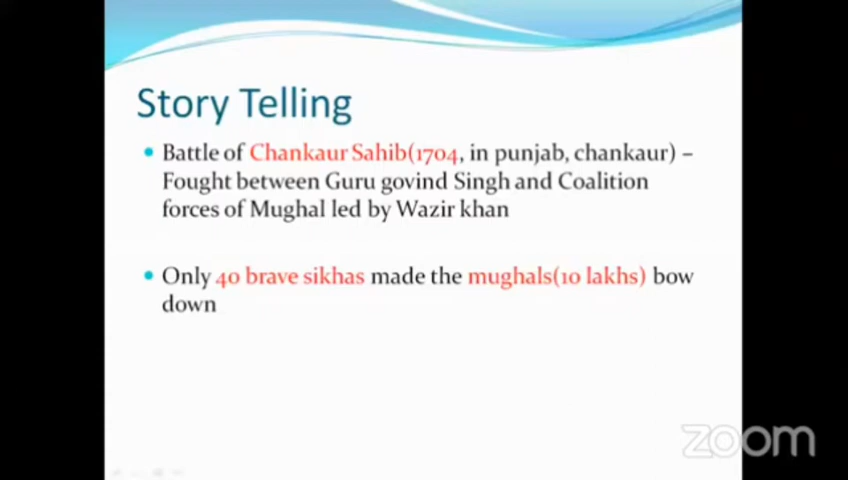 Story Telling
Battle of Chankaur Sahib(1704, in punjab, chankaur) –
Fought between Guru govind Singh and Coalition
forces of Mughal led by Wazir khan
Only 40 brave sikhas made the mughals(10 lakhs) bow
down
zoom